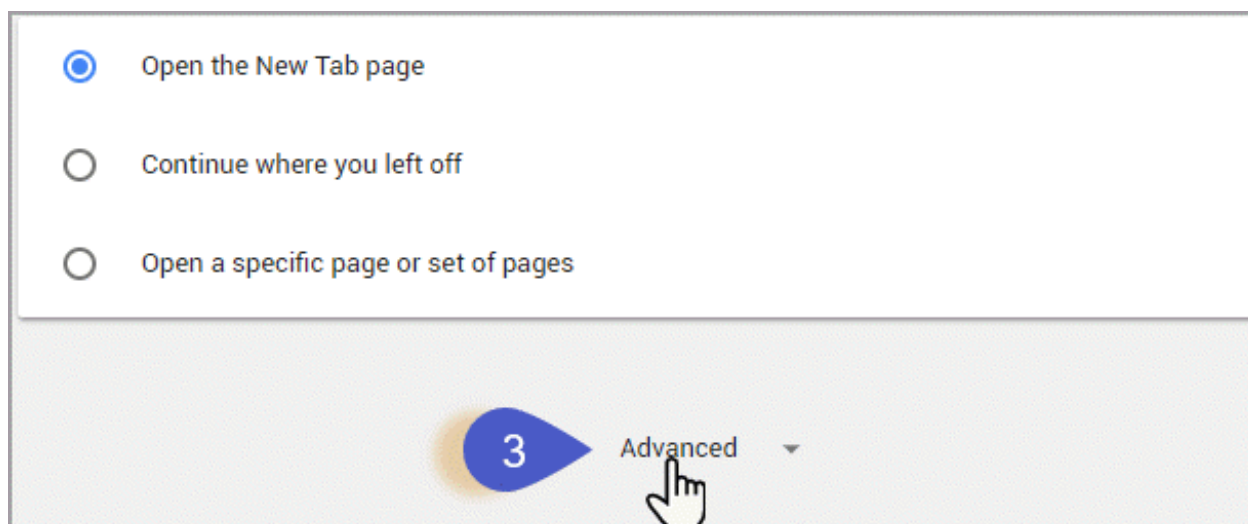 Open the New Tab page
Continue where you left off
Open a specific page or set of pages
3 Advanced